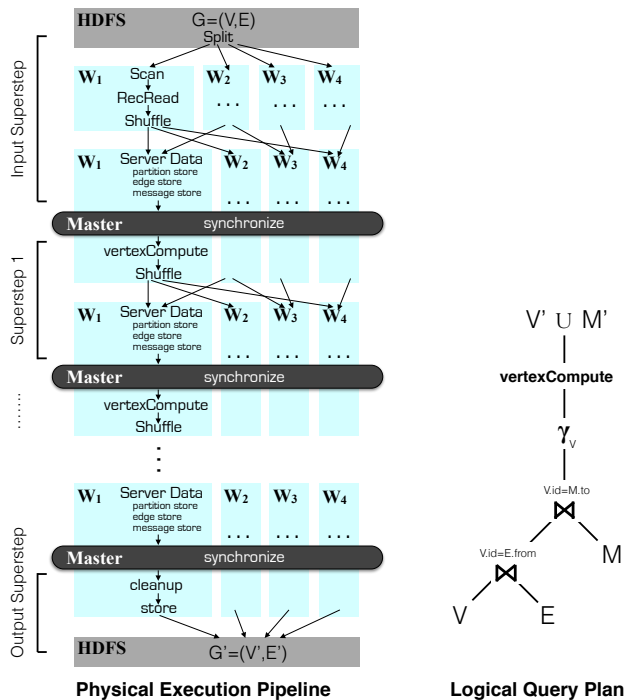 HDFS
G=(V,E)
Split
Input Superstep
W1
Scan
RecRead
Shuffle
W2
. . .
W3
. . .
W4
. . .
W1
Server Data
partition store
edge store
message store
W2
. . .
W3
. . .
W4
. . .
Master
synchronize
Superstep 1
vertexCompute
Shuffle
W1
Server Data
partition store
edge store
message store
W2
. . .
W3
. . .
W4
. . .
Master
synchronize
.......
vertexCompute
Shuffle
. . .
W1
Server Data
partition store
edge store
message store
W2
. . .
W3
. . .
W4
. . .
Master
synchronize
Output Superstep
cleanup
store
HDFS
G'=(V',E')
Physical Execution Pipeline
V' ∪ M'
vertexCompute
γV
V.id=M.to
⋈
V.id=E.from
⋈
M
V
E
Logical Query Plan